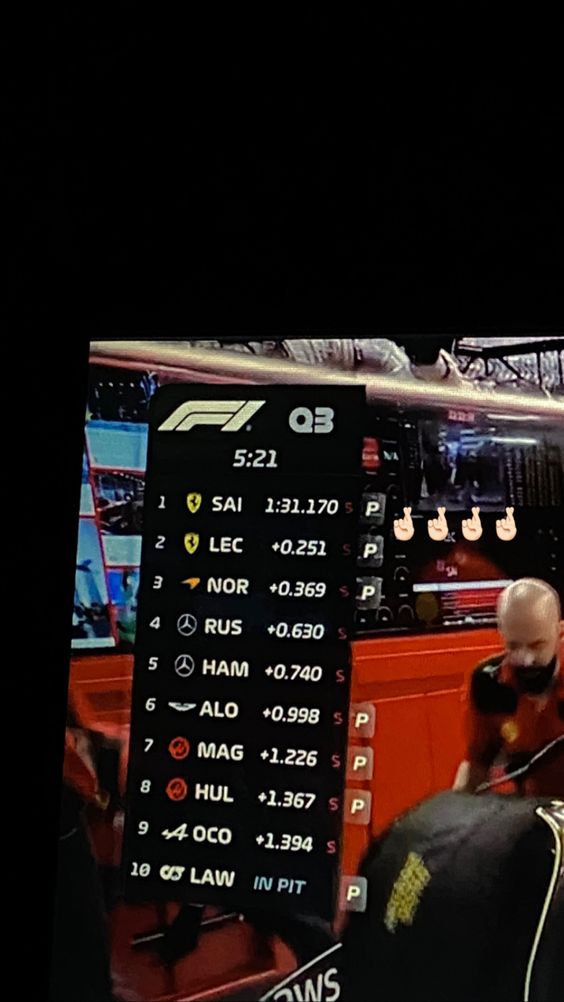 F1 Q3
5:21
1 SAI 1:31.170 S P
2 LEC +0.251 S P
3 NOR +0.369 S P
4 RUS +0.630 S
5 HAM +0.740 S
6 ALO +0.998 S P
7 MAG +1.226 S P
8 HUL +1.367 S P
9 OCO +1.394 S
10 LAW IN PIT P
aws